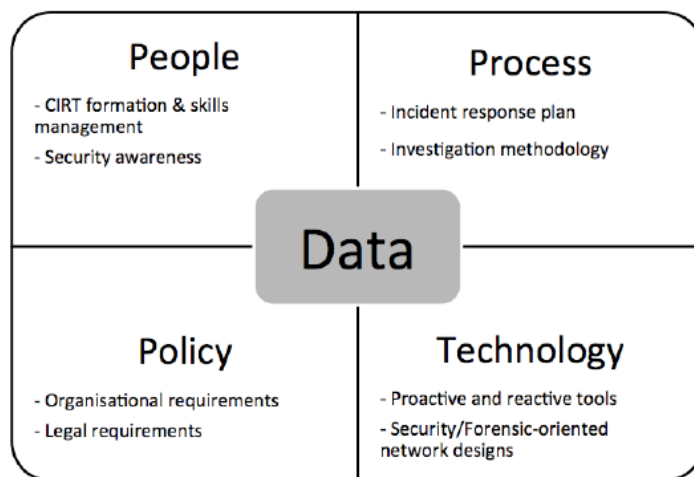 People
- CIRT formation & skills
management
- Security awareness
Process
- Incident response plan
- Investigation methodology
Data
Policy
- Organisational requirements
- Legal requirements
Technology
- Proactive and reactive tools
- Security/Forensic-oriented
network designs